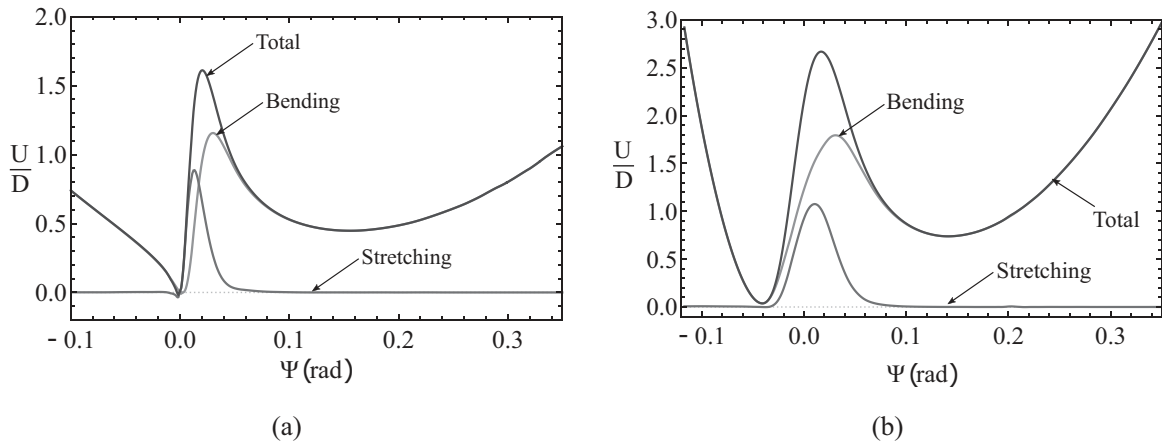 2.0
1.5
1.0
0.5
0.0
U
D
Total
Bending
Stretching
- 0.1 0.0 0.1 0.2 0.3
Ψ (rad)
(a)
3.0
2.5
2.0
1.5
1.0
0.5
0.0
U
D
Bending
Total
Stretching
- 0.1 0.0 0.1 0.2 0.3
Ψ (rad)
(b)